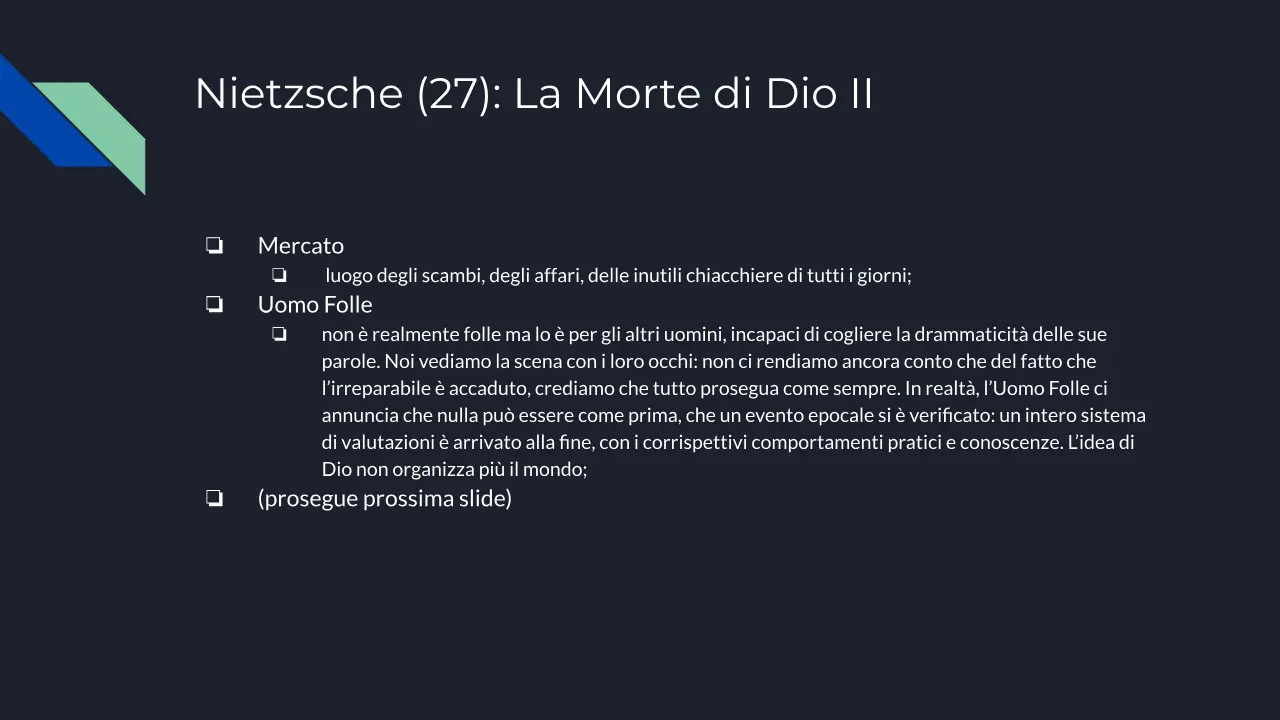 Nietzsche (27): La Morte di Dio II
❏ Mercato
❏ luogo degli scambi, degli affari, delle inutili chiacchiere di tutti i giorni;
❏ Uomo Folle
❏ non è realmente folle ma lo è per gli altri uomini, incapaci di cogliere la drammaticità delle sue
parole. Noi vediamo la scena con i loro occhi: non ci rendiamo ancora conto che del fatto che
l’irreparabile è accaduto, crediamo che tutto prosegua come sempre. In realtà, l’Uomo Folle ci
annuncia che nulla può essere come prima, che un evento epocale si è verificato: un intero sistema
di valutazioni è arrivato alla fine, con i corrispettivi comportamenti pratici e conoscenze. L’idea di
Dio non organizza più il mondo;
❏ (prosegue prossima slide)